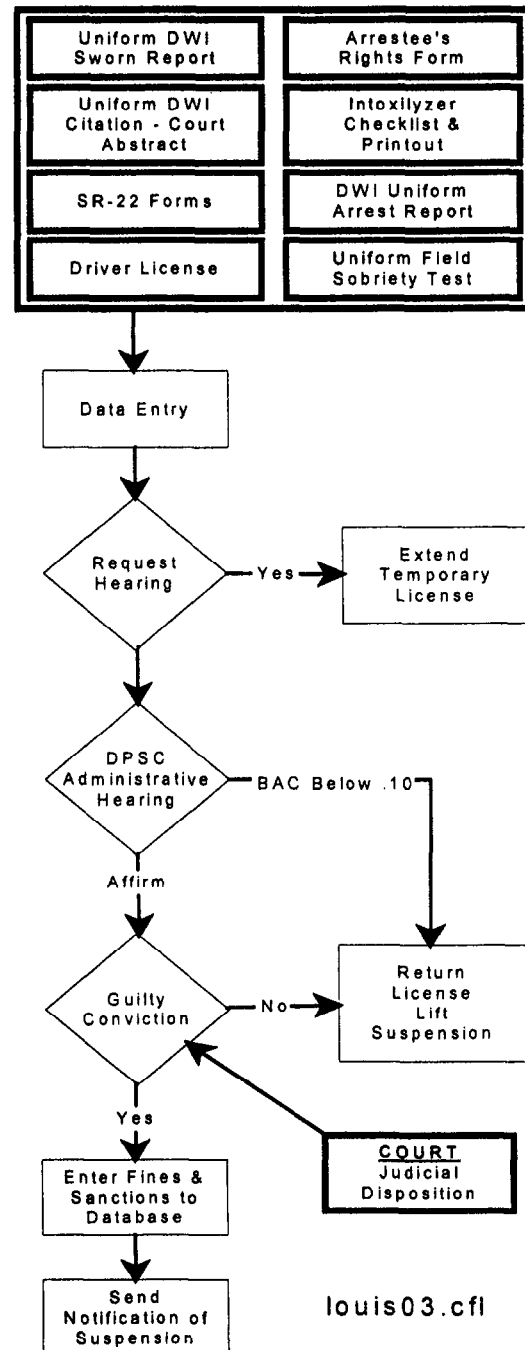 Uniform DWI
Sworn Report
Arrestee's
Rights Form
Uniform DWI
Citation - Court
Abstract
Intoxilyzer
Checklist &
Printout
SR-22 Forms
DWI Uniform
Arrest Report
Driver License
Uniform Field
Sobriety Test
Data Entry
Request
Hearing
Yes
Extend
Temporary
License
DPSC
Administrative
Hearing
BAC Below .10
Affirm
Guilty
Conviction
No
Return
License
Lift
Suspension
Yes
COURT
Judicial
Disposition
Enter Fines &
Sanctions to
Database
Send
Notification of
Suspension
louis03.cfl